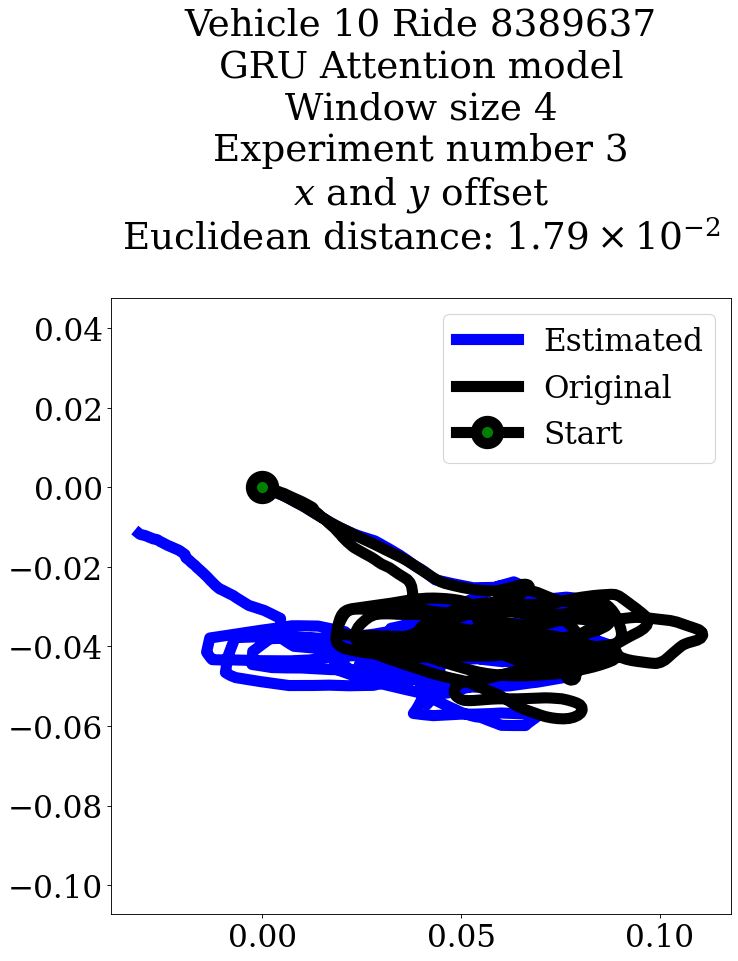 Vehicle 10 Ride 8389637
GRU Attention model
Window size 4
Experiment number 3
x and y offset
Euclidean distance: 1.79 × 10⁻²
Estimated
Original
Start
0.04
0.02
0.00
−0.02
−0.04
−0.06
−0.08
−0.10
0.00 0.05 0.10